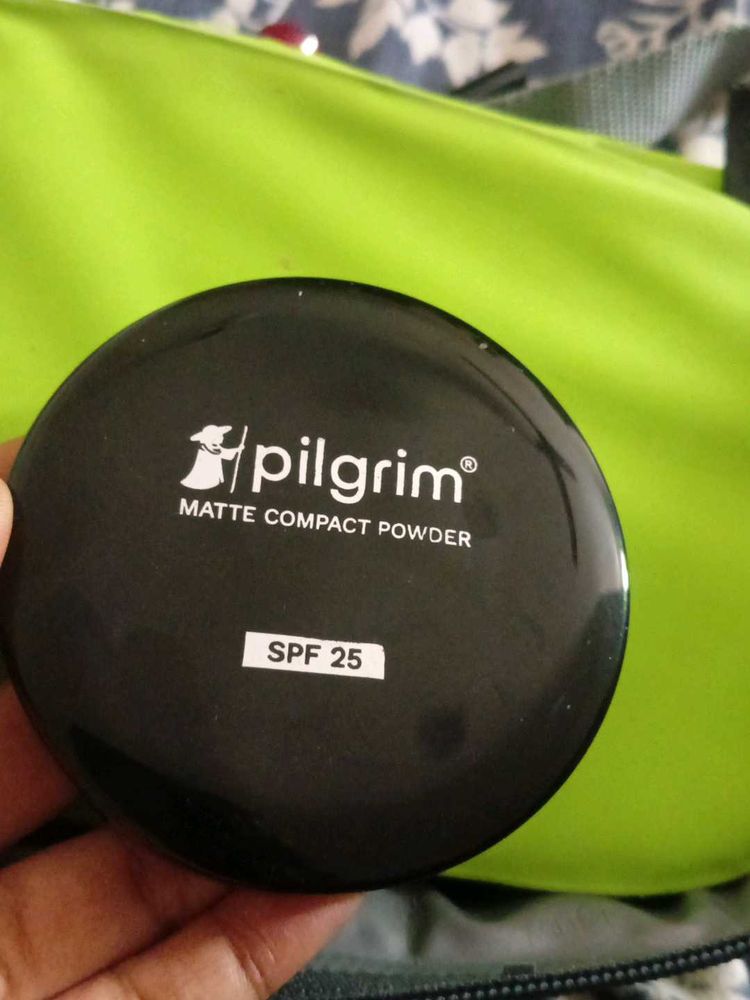 pilgrim®
MATTE COMPACT POWDER
SPF 25